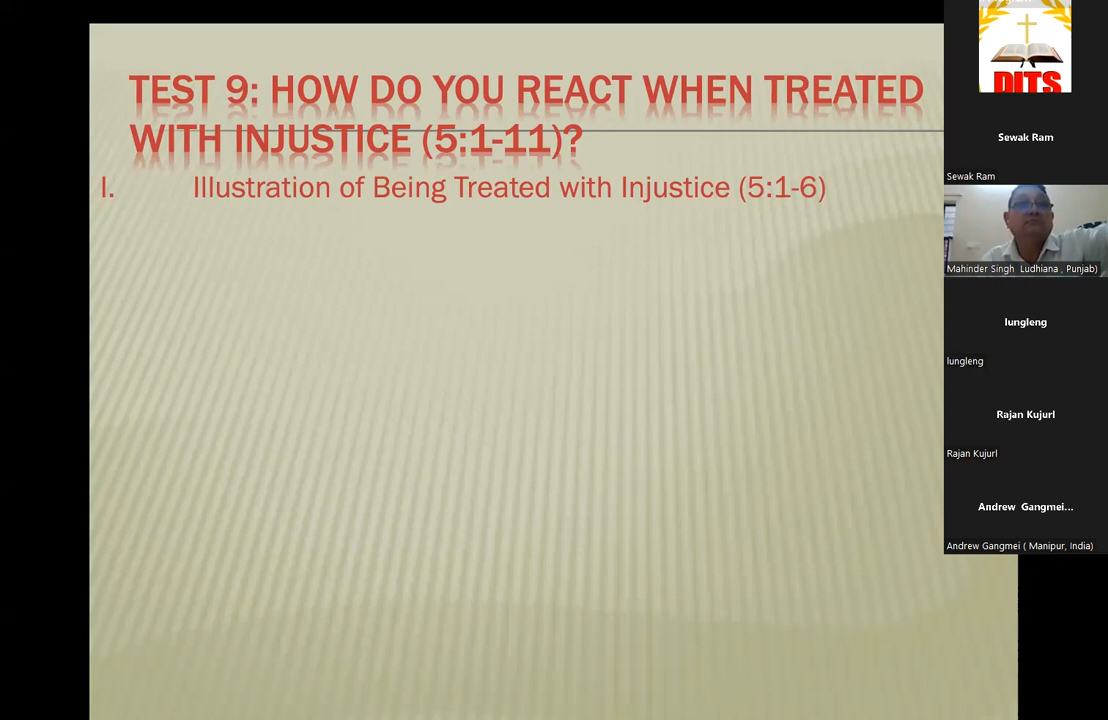 TEST 9: HOW DO YOU REACT WHEN TREATED
WITH INJUSTICE (5:1-11)?
I. Illustration of Being Treated with Injustice (5:1-6)
DITS
Sewak Ram
Sewak Ram
Mahinder Singh Ludhiana , Punjab)
lungleng
lungleng
Rajan Kujurl
Rajan Kujurl
Andrew Gangmei...
Andrew Gangmei ( Manipur, India)